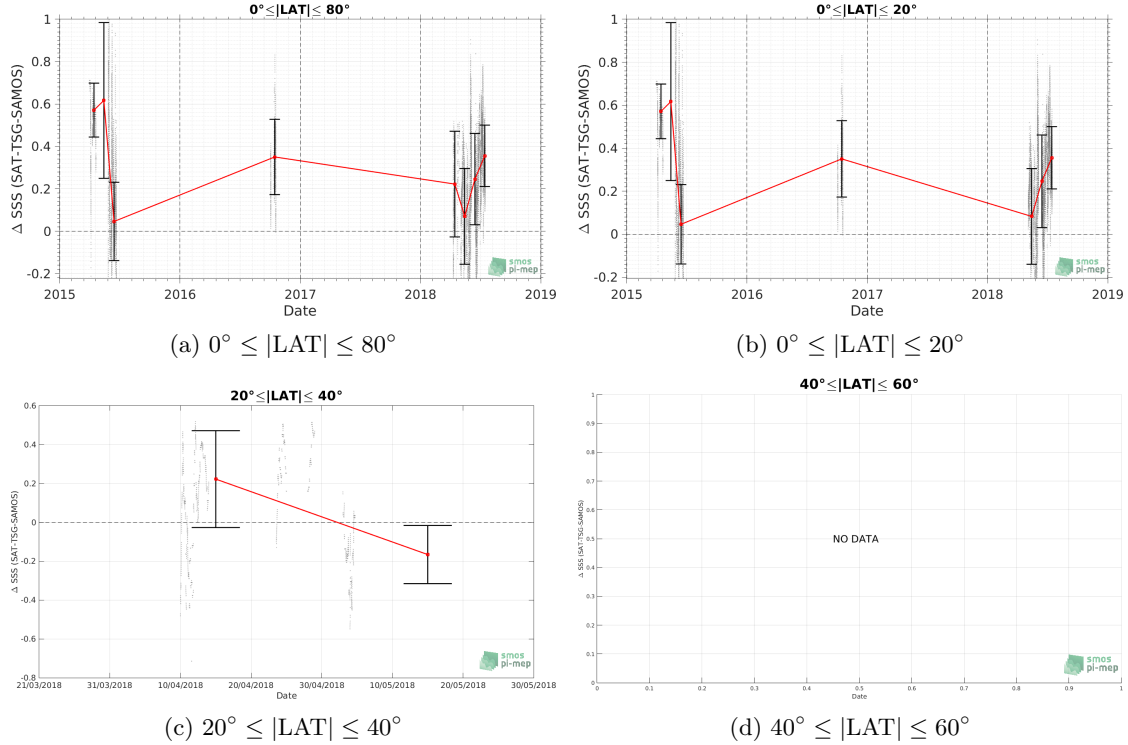 0°≤|LAT|≤ 80°
Δ SSS (SAT-TSG-SAMOS)
1
0.8
0.6
0.4
0.2
0
-0.2
2015
2016
2017
2018
2019
Date
smos
pi-mep
(a) 0° ≤ |LAT| ≤ 80°
0°≤|LAT|≤ 20°
Δ SSS (SAT-TSG-SAMOS)
1
0.8
0.6
0.4
0.2
0
-0.2
2015
2016
2017
2018
2019
Date
smos
pi-mep
(b) 0° ≤ |LAT| ≤ 20°
20°≤|LAT|≤ 40°
Δ SSS (SAT-TSG-SAMOS)
0.6
0.4
0.2
0
-0.2
-0.4
-0.6
-0.8
21/03/2018
31/03/2018
10/04/2018
20/04/2018
30/04/2018
10/05/2018
20/05/2018
30/05/2018
Date
smos
pi-mep
(c) 20° ≤ |LAT| ≤ 40°
40°≤|LAT|≤ 60°
Δ SSS (SAT-TSG-SAMOS)
1
0.9
0.8
0.7
0.6
0.5
0.4
0.3
0.2
0.1
0
NO DATA
0
0.1
0.2
0.3
0.4
0.5
0.6
0.7
0.8
0.9
1
Date
smos
pi-mep
(d) 40° ≤ |LAT| ≤ 60°